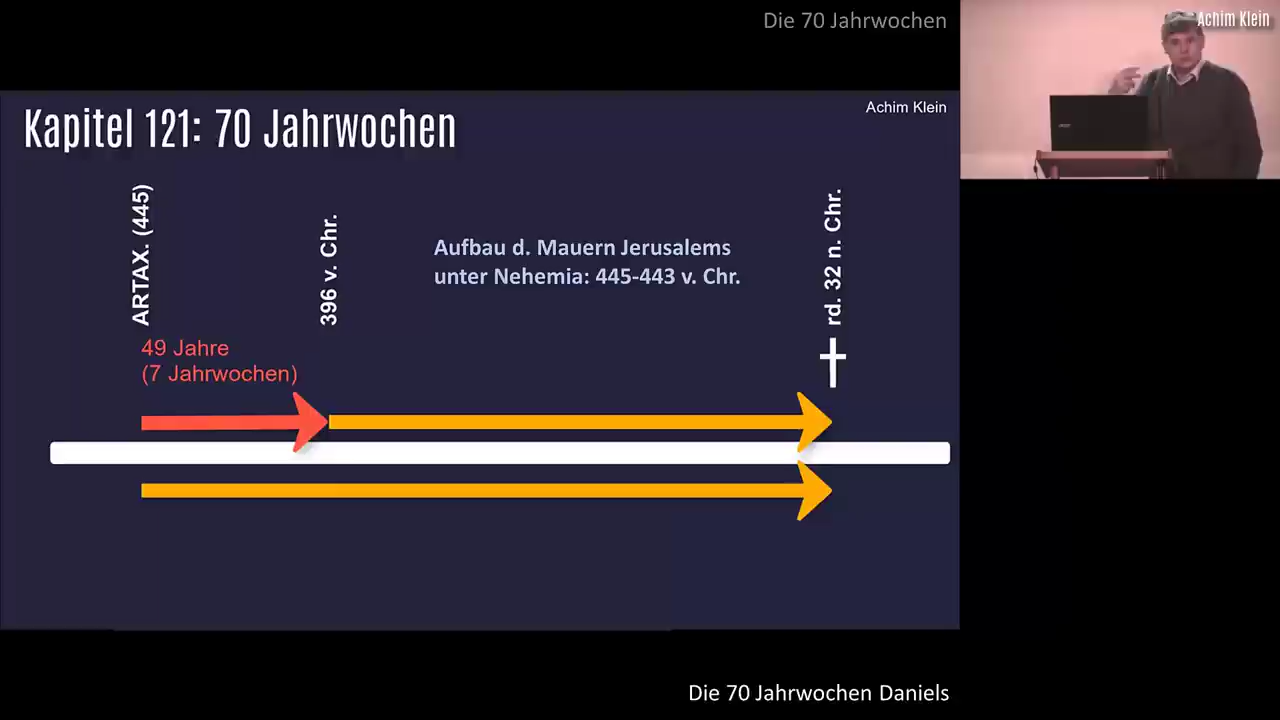 Die 70 Jahrwochen
Achim Klein
Achim Klein
Kapitel 121: 70 Jahrwochen
ARTAX. (445)
396 v. Chr.
Aufbau d. Mauern Jerusalems
unter Nehemia: 445-443 v. Chr.
rd. 32 n. Chr.
49 Jahre
(7 Jahrwochen)
Die 70 Jahrwochen Daniels